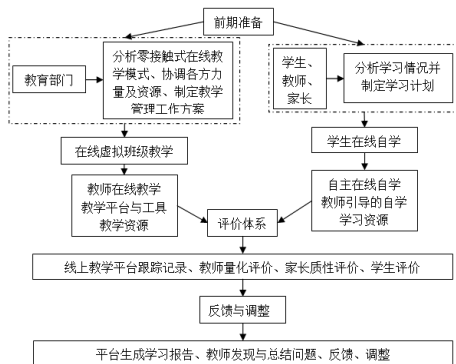 前期准备
教育部门
分析零接触式在线教
学模式、协调各方力
量及资源、制定教学
管理工作方案
学生、
教师、
家长
分析学习情况并
制定学习计划
在线虚拟班级教学
学生在线自学
教师在线教学
教学平台与工具
教学资源
评价体系
自主在线自学
教师引导的自学
学习资源
线上教学平台跟踪记录、教师量化评价、家长质性评价、学生评价
反馈与调整
平台生成学习报告、教师发现与总结问题、反馈、调整